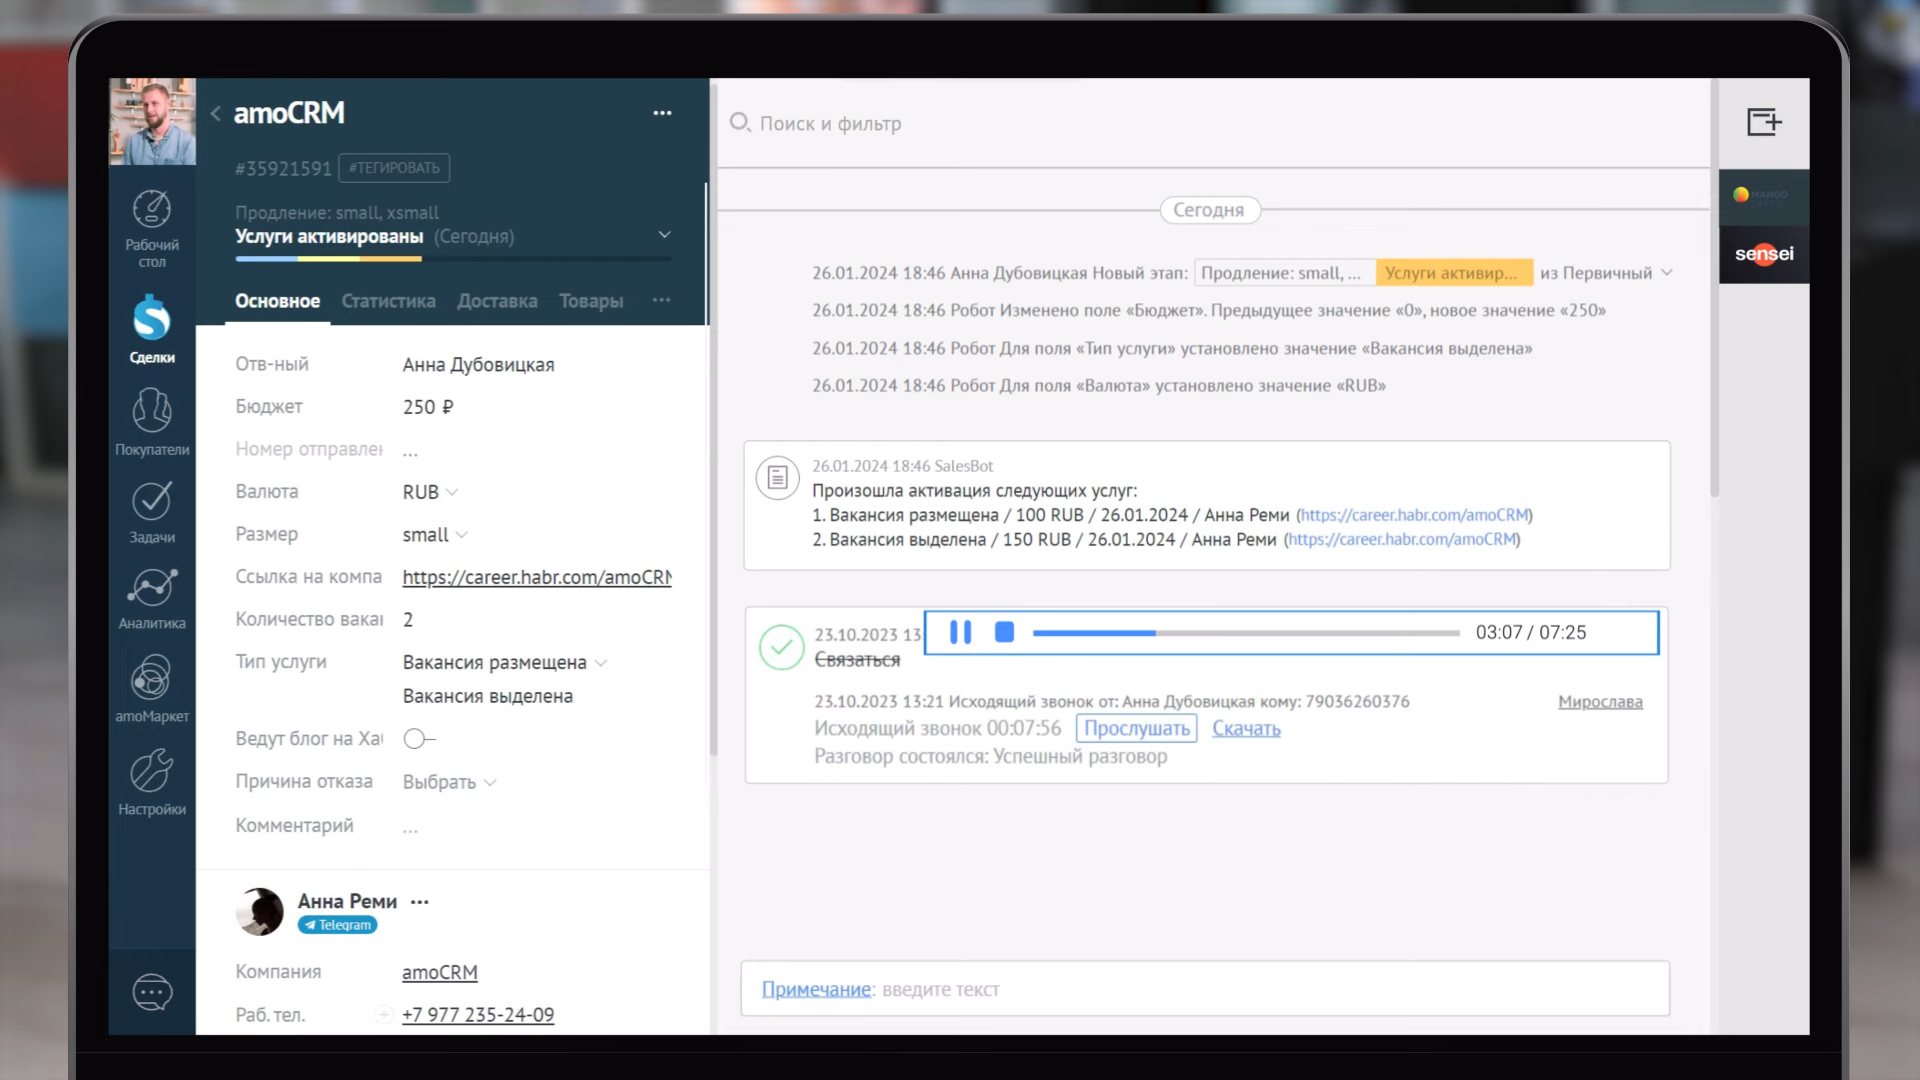 amoCRM
#35921591
#ТЕГИРОВАТЬ
Продление: small, xsmall
Услуги активированы (Сегодня)
Основное
Статистика
Доставка
Товары
Рабочий
стол
Сделки
Покупатели
Задачи
Аналитика
amoМаркет
Настройки
Отв-ный Анна Дубовицкая
Бюджет 250 ₽
Номер отправлен ...
Валюта RUB
Размер small
Ссылка на компа https://career.habr.com/amoCRM
Количество вакан 2
Тип услуги Вакансия размещена
Вакансия выделена
Ведут блог на Ха
Причина отказа Выбрать
Комментарий ...
Анна Реми
Telegram
Компания amoCRM
Раб. тел. +7 977 235-24-09
Поиск и фильтр
Сегодня
26.01.2024 18:46 Анна Дубовицкая Новый этап: Продление: small, ... Услуги активир... из Первичный
26.01.2024 18:46 Робот Изменено поле «Бюджет». Предыдущее значение «0», новое значение «250»
26.01.2024 18:46 Робот Для поля «Тип услуги» установлено значение «Вакансия выделена»
26.01.2024 18:46 Робот Для поля «Валюта» установлено значение «RUB»
26.01.2024 18:46 SalesBot
Произошла активация следующих услуг:
1. Вакансия размещена / 100 RUB / 26.01.2024 / Анна Реми (https://career.habr.com/amoCRM)
2. Вакансия выделена / 150 RUB / 26.01.2024 / Анна Реми (https://career.habr.com/amoCRM)
23.10.2023 13
03:07 / 07:25
Связаться
23.10.2023 13:21 Исходящий звонок от: Анна Дубовицкая кому: 79036260376
Мирослава
Исходящий звонок 00:07:56 Прослушать Скачать
Разговор состоялся: Успешный разговор
Примечание: введите текст
MANGO
OFFICE
sensei